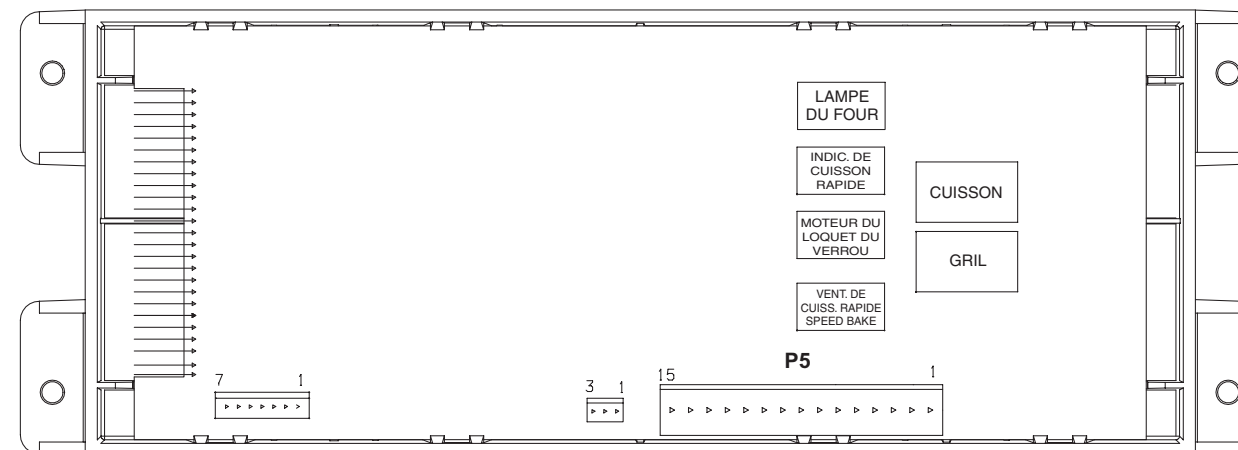 LAMPE
DU FOUR
INDIC. DE
CUISSON
RAPIDE
CUISSON
MOTEUR DU
LOQUET DU
VERROU
GRIL
VENT. DE
CUISS. RAPIDE
SPEED BAKE
P5
7 1
3 1
15 1